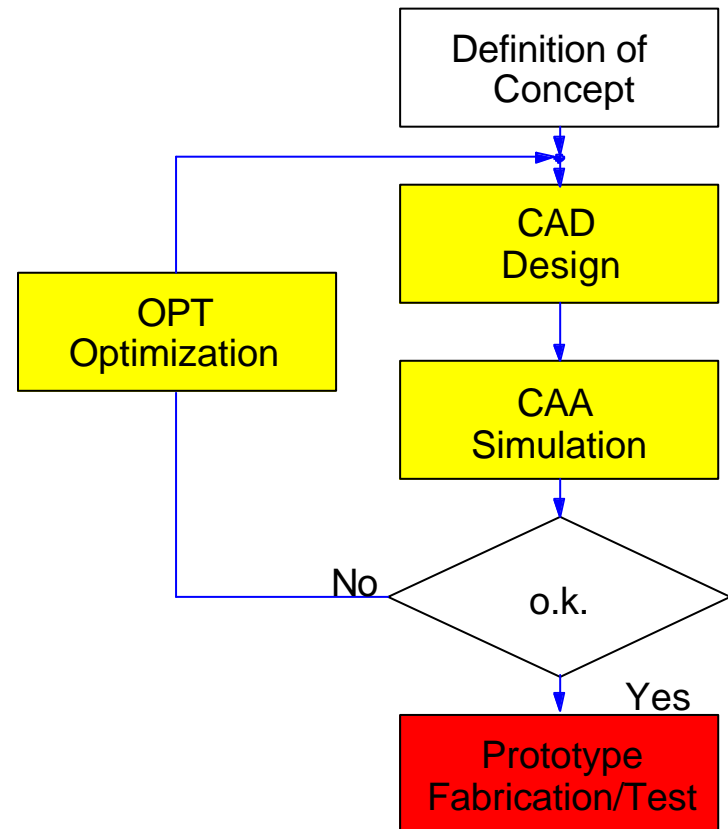 Definition of
Concept
CAD
Design
OPT
Optimization
CAA
Simulation
No
o.k.
Yes
Prototype
Fabrication/Test